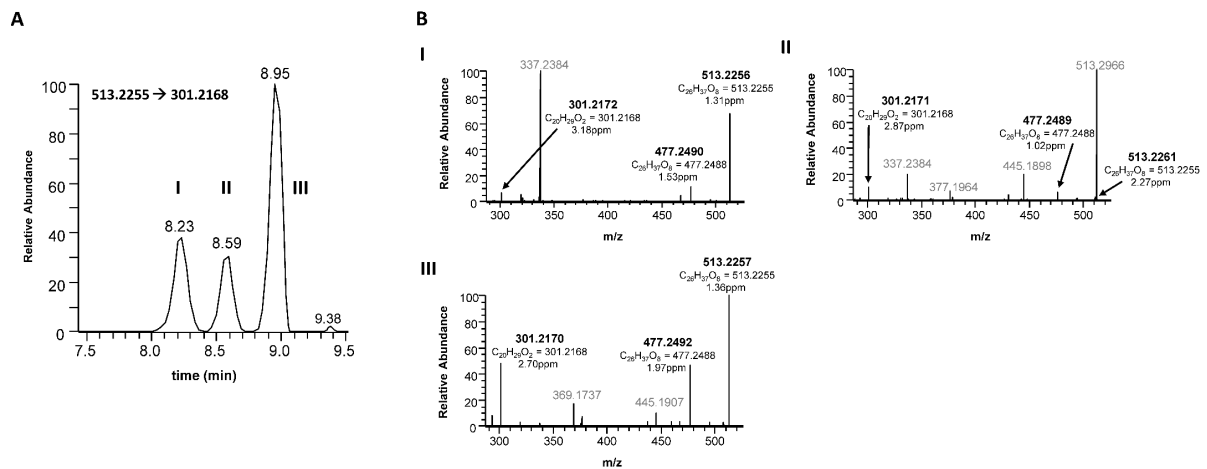 A
513.2255 → 301.2168
Relative Abundance
100
80
60
40
20
0
8.23
8.59
8.95
9.38
I
II
III
7.5
8.0
8.5
9.0
9.5
time (min)
B
I
Relative Abundance
100
80
60
40
20
0
337.2384
301.2172
C₂₀H₂₉O₂ = 301.2168
3.18ppm
513.2256
C₂₆H₃₇O₈ = 513.2255
1.31ppm
477.2490
C₂₆H₃₇O₈ = 477.2488
1.53ppm
300
350
400
450
500
m/z
II
Relative Abundance
100
80
60
40
20
0
513.2966
301.2171
C₂₀H₂₉O₂ = 301.2168
2.87ppm
337.2384
377.1964
445.1898
477.2489
C₂₆H₃₇O₈ = 477.2488
1.02ppm
513.2261
C₂₆H₃₇O₈ = 513.2255
2.27ppm
300
350
400
450
500
m/z
III
Relative Abundance
100
80
60
40
20
0
513.2257
C₂₆H₃₇O₈ = 513.2255
1.36ppm
301.2170
C₂₀H₂₉O₂ = 301.2168
2.70ppm
477.2492
C₂₆H₃₇O₈ = 477.2488
1.97ppm
369.1737
445.1907
300
350
400
450
500
m/z